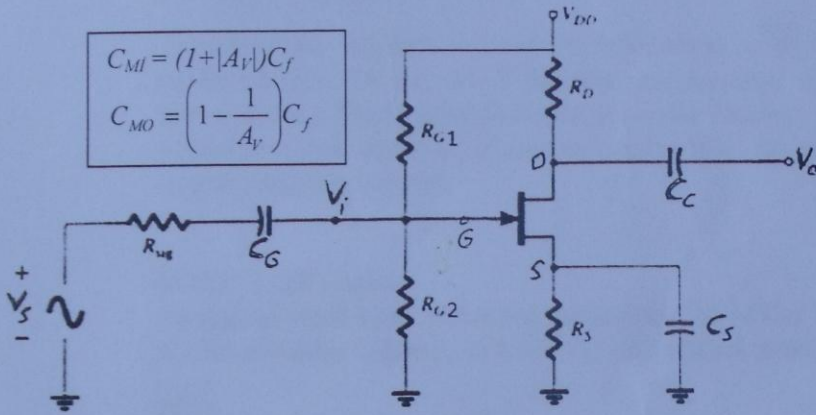 V_DD
C_MI = (1+|A_V|)C_f
C_MO = (1 − 1/A_V) C_f
R_D
R_G1
D
V_o
C_C
V_i
G
R_sig
C_G
S
+
V_S
−
R_G2
R_S
C_S